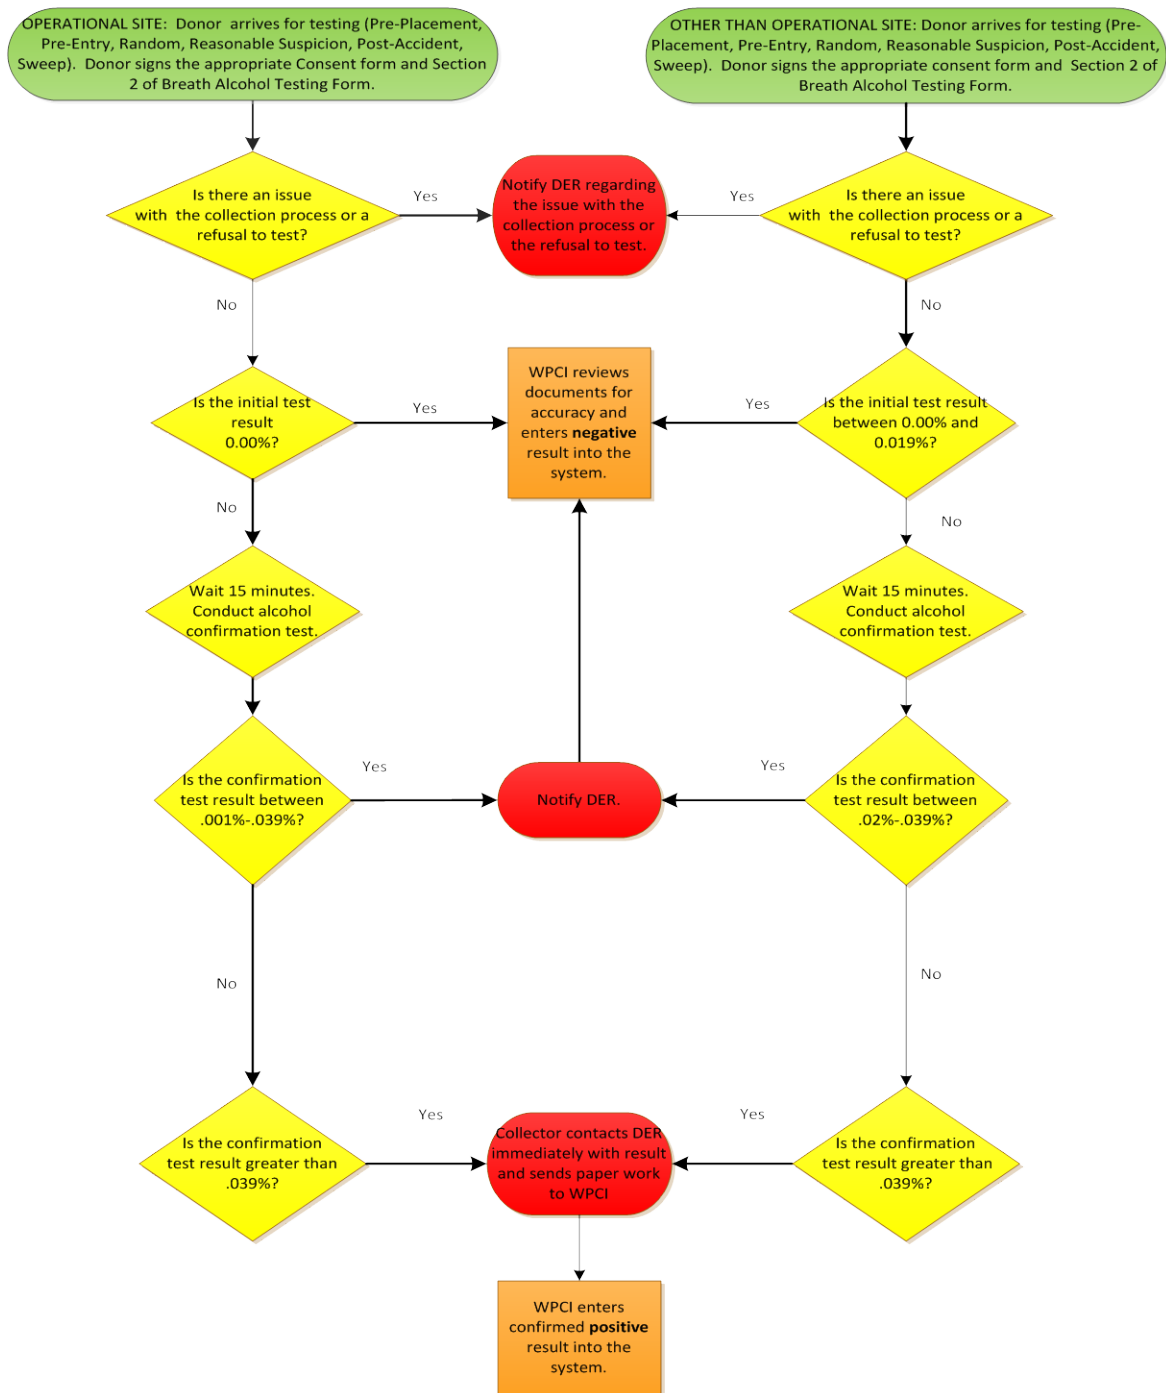 OPERATIONAL SITE:  Donor  arrives for testing (Pre-Placement,
Pre-Entry, Random, Reasonable Suspicion, Post-Accident,
Sweep).  Donor signs the appropriate Consent form and Section
2 of Breath Alcohol Testing Form.
OTHER THAN OPERATIONAL SITE: Donor arrives for testing (Pre-
Placement, Pre-Entry, Random, Reasonable Suspicion, Post-Accident,
Sweep).  Donor signs the appropriate consent form and  Section 2 of
Breath Alcohol Testing Form.
Is there an issue
with  the collection process or a
refusal to test?
Yes
Notify DER regarding
the issue with the
collection process or
the refusal to test.
Yes
Is there an issue
with  the collection process or a
refusal to test?
No
No
Is the initial test
result
0.00%?
Yes
WPCI reviews
documents for
accuracy and
enters negative
result into the
system.
Yes
Is the initial test result
between 0.00% and
0.019%?
No
No
Wait 15 minutes.
Conduct alcohol
confirmation test.
Wait 15 minutes.
Conduct alcohol
confirmation test.
Is the confirmation
test result between
.001%-.039%?
Yes
Notify DER.
Yes
Is the confirmation
test result between
.02%-.039%?
No
No
Is the confirmation
test result greater than
.039%?
Yes
Collector contacts DER
immediately with result
and sends paper work
to WPCI
Yes
Is the confirmation
test result greater than
.039%?
WPCI enters
confirmed positive
result into the
system.